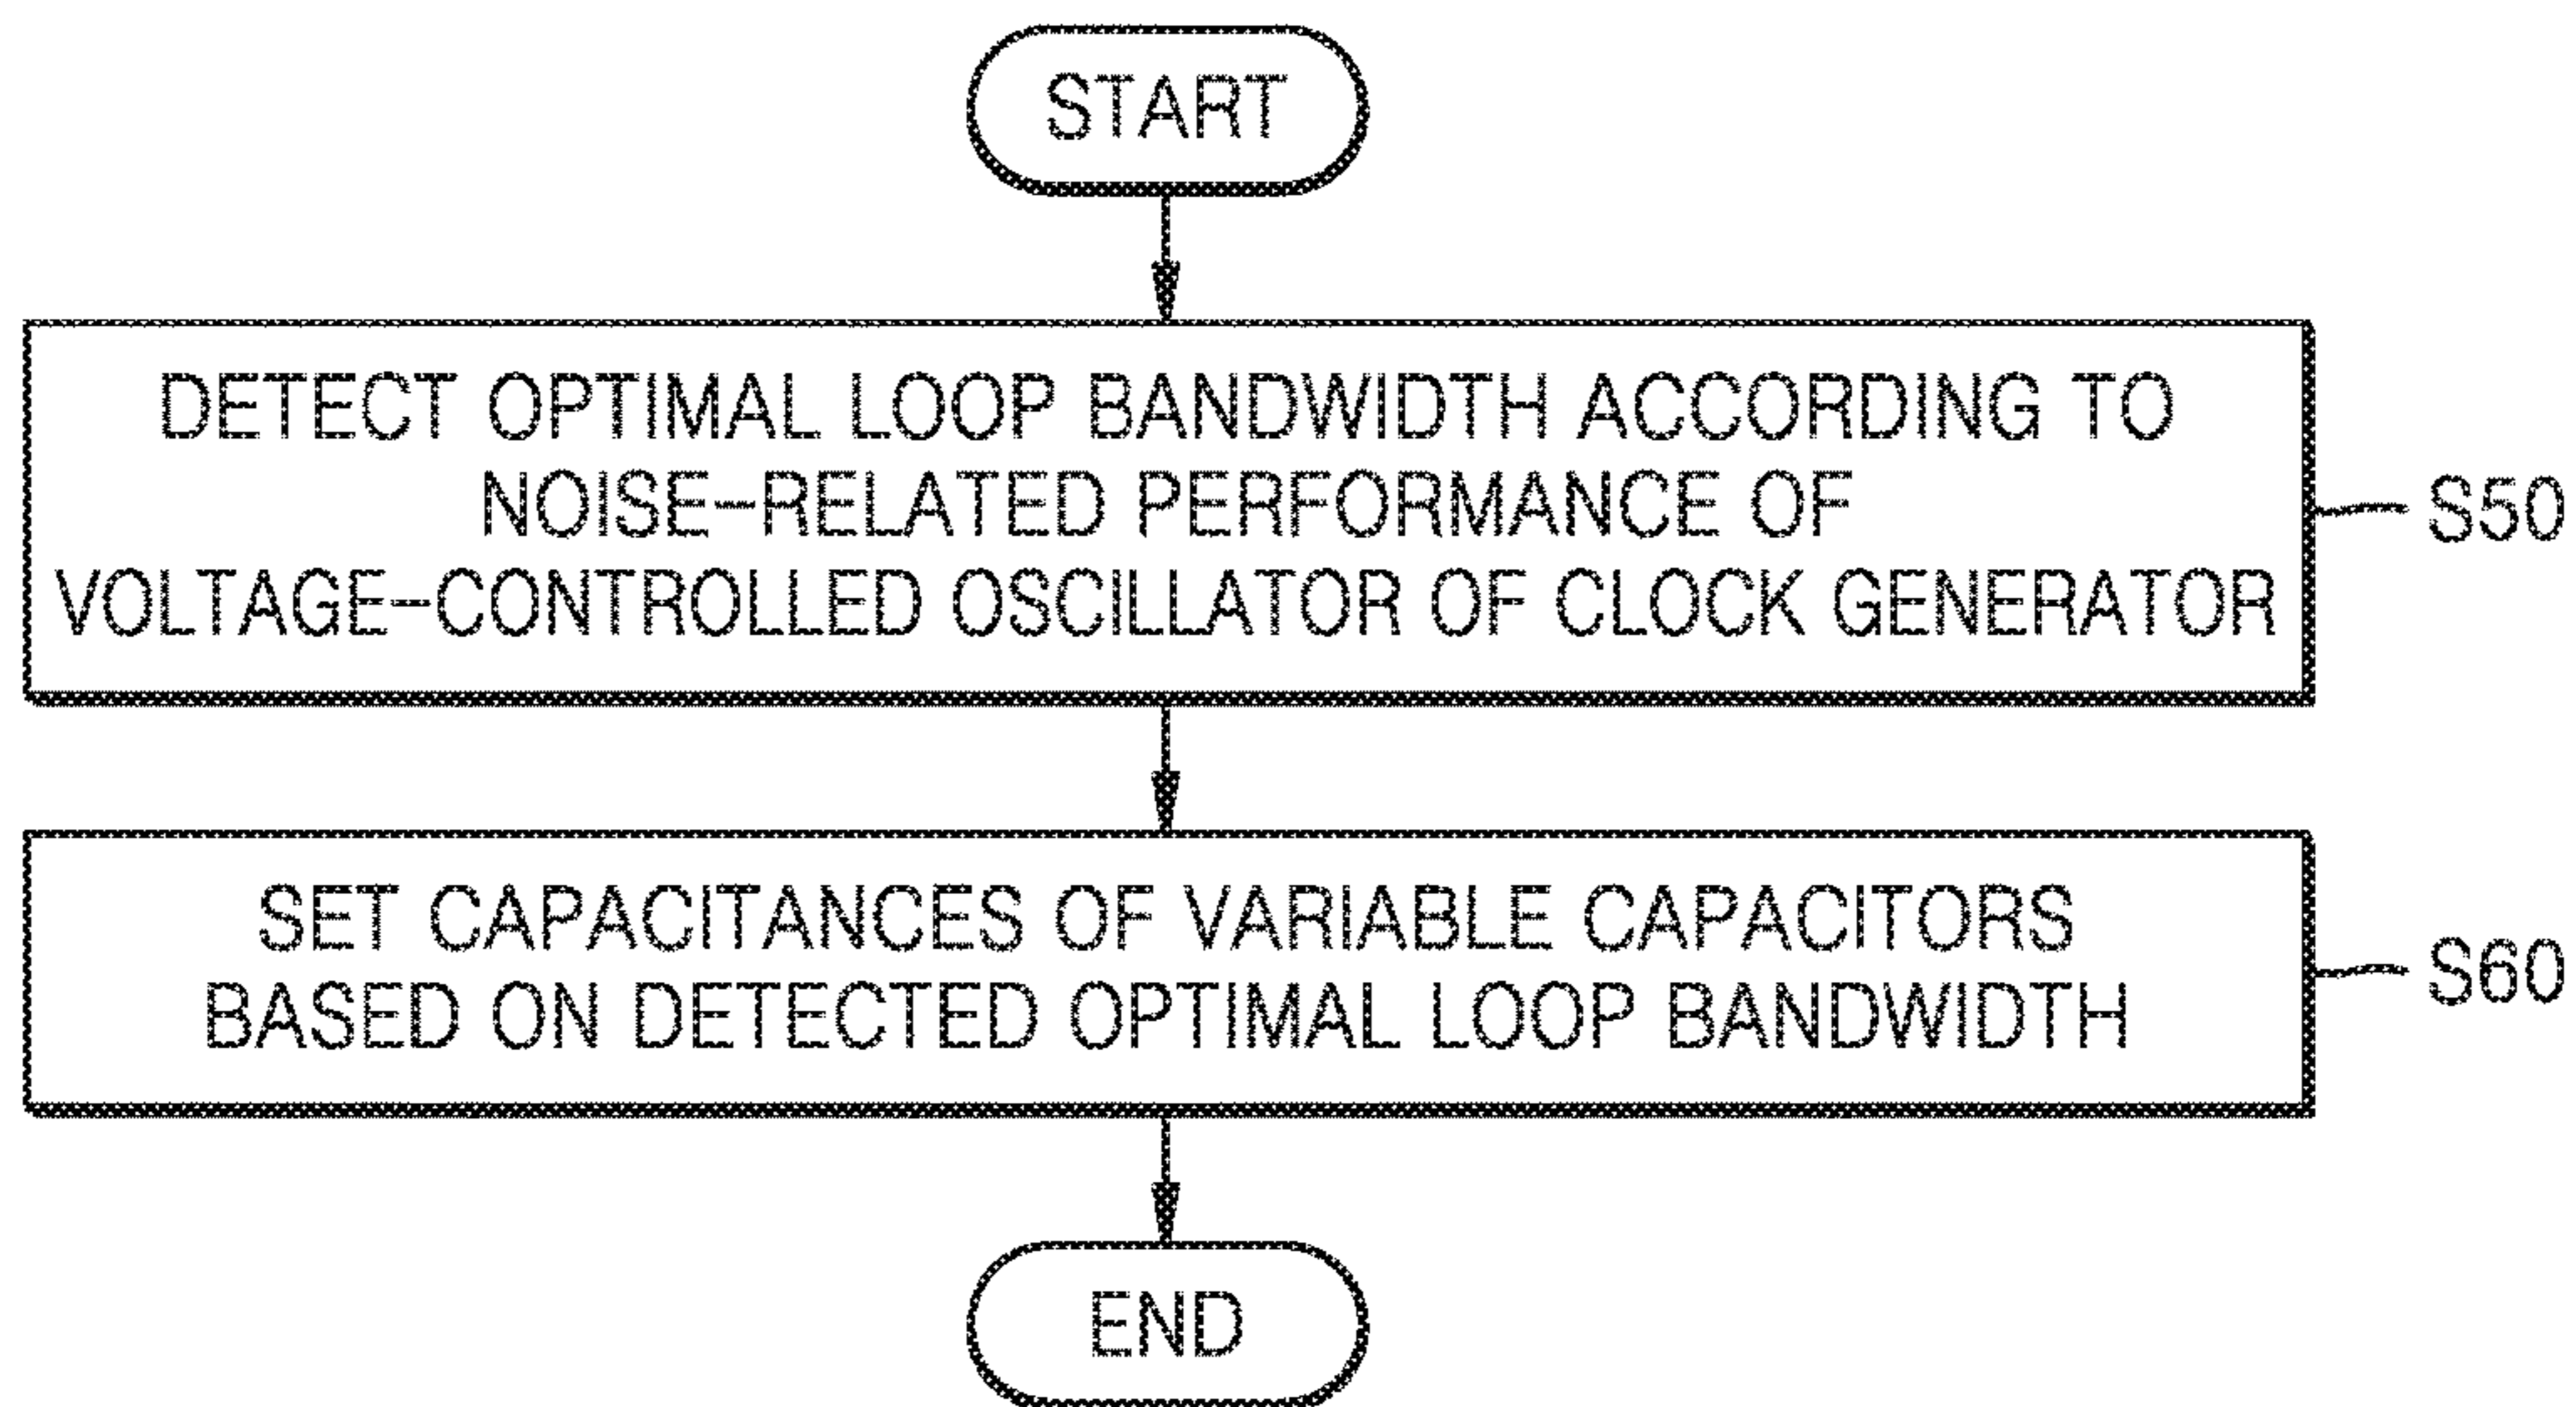 START
DETECT OPTIMAL LOOP BANDWIDTH ACCORDING TO
NOISE-RELATED PERFORMANCE OF
VOLTAGE-CONTROLLED OSCILLATOR OF CLOCK GENERATOR
S50
SET CAPACITANCES OF VARIABLE CAPACITORS
BASED ON DETECTED OPTIMAL LOOP BANDWIDTH
S60
END